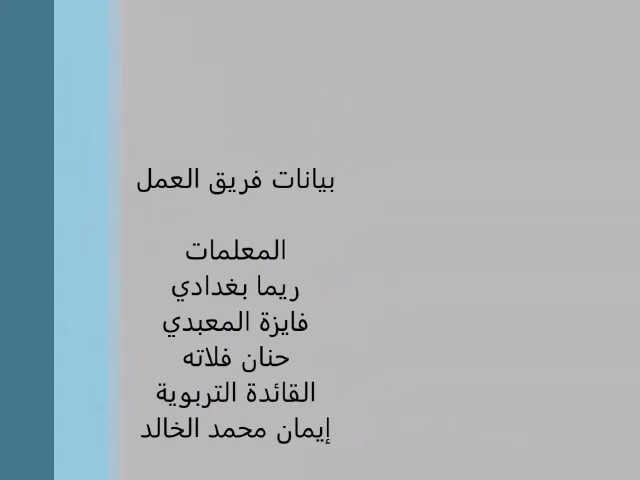 بيانات فريق العمل
المعلمات
ريما بغدادي
فايزة المعبدي
حنان فلاته
القائدة التربوية
إيمان محمد الخالد